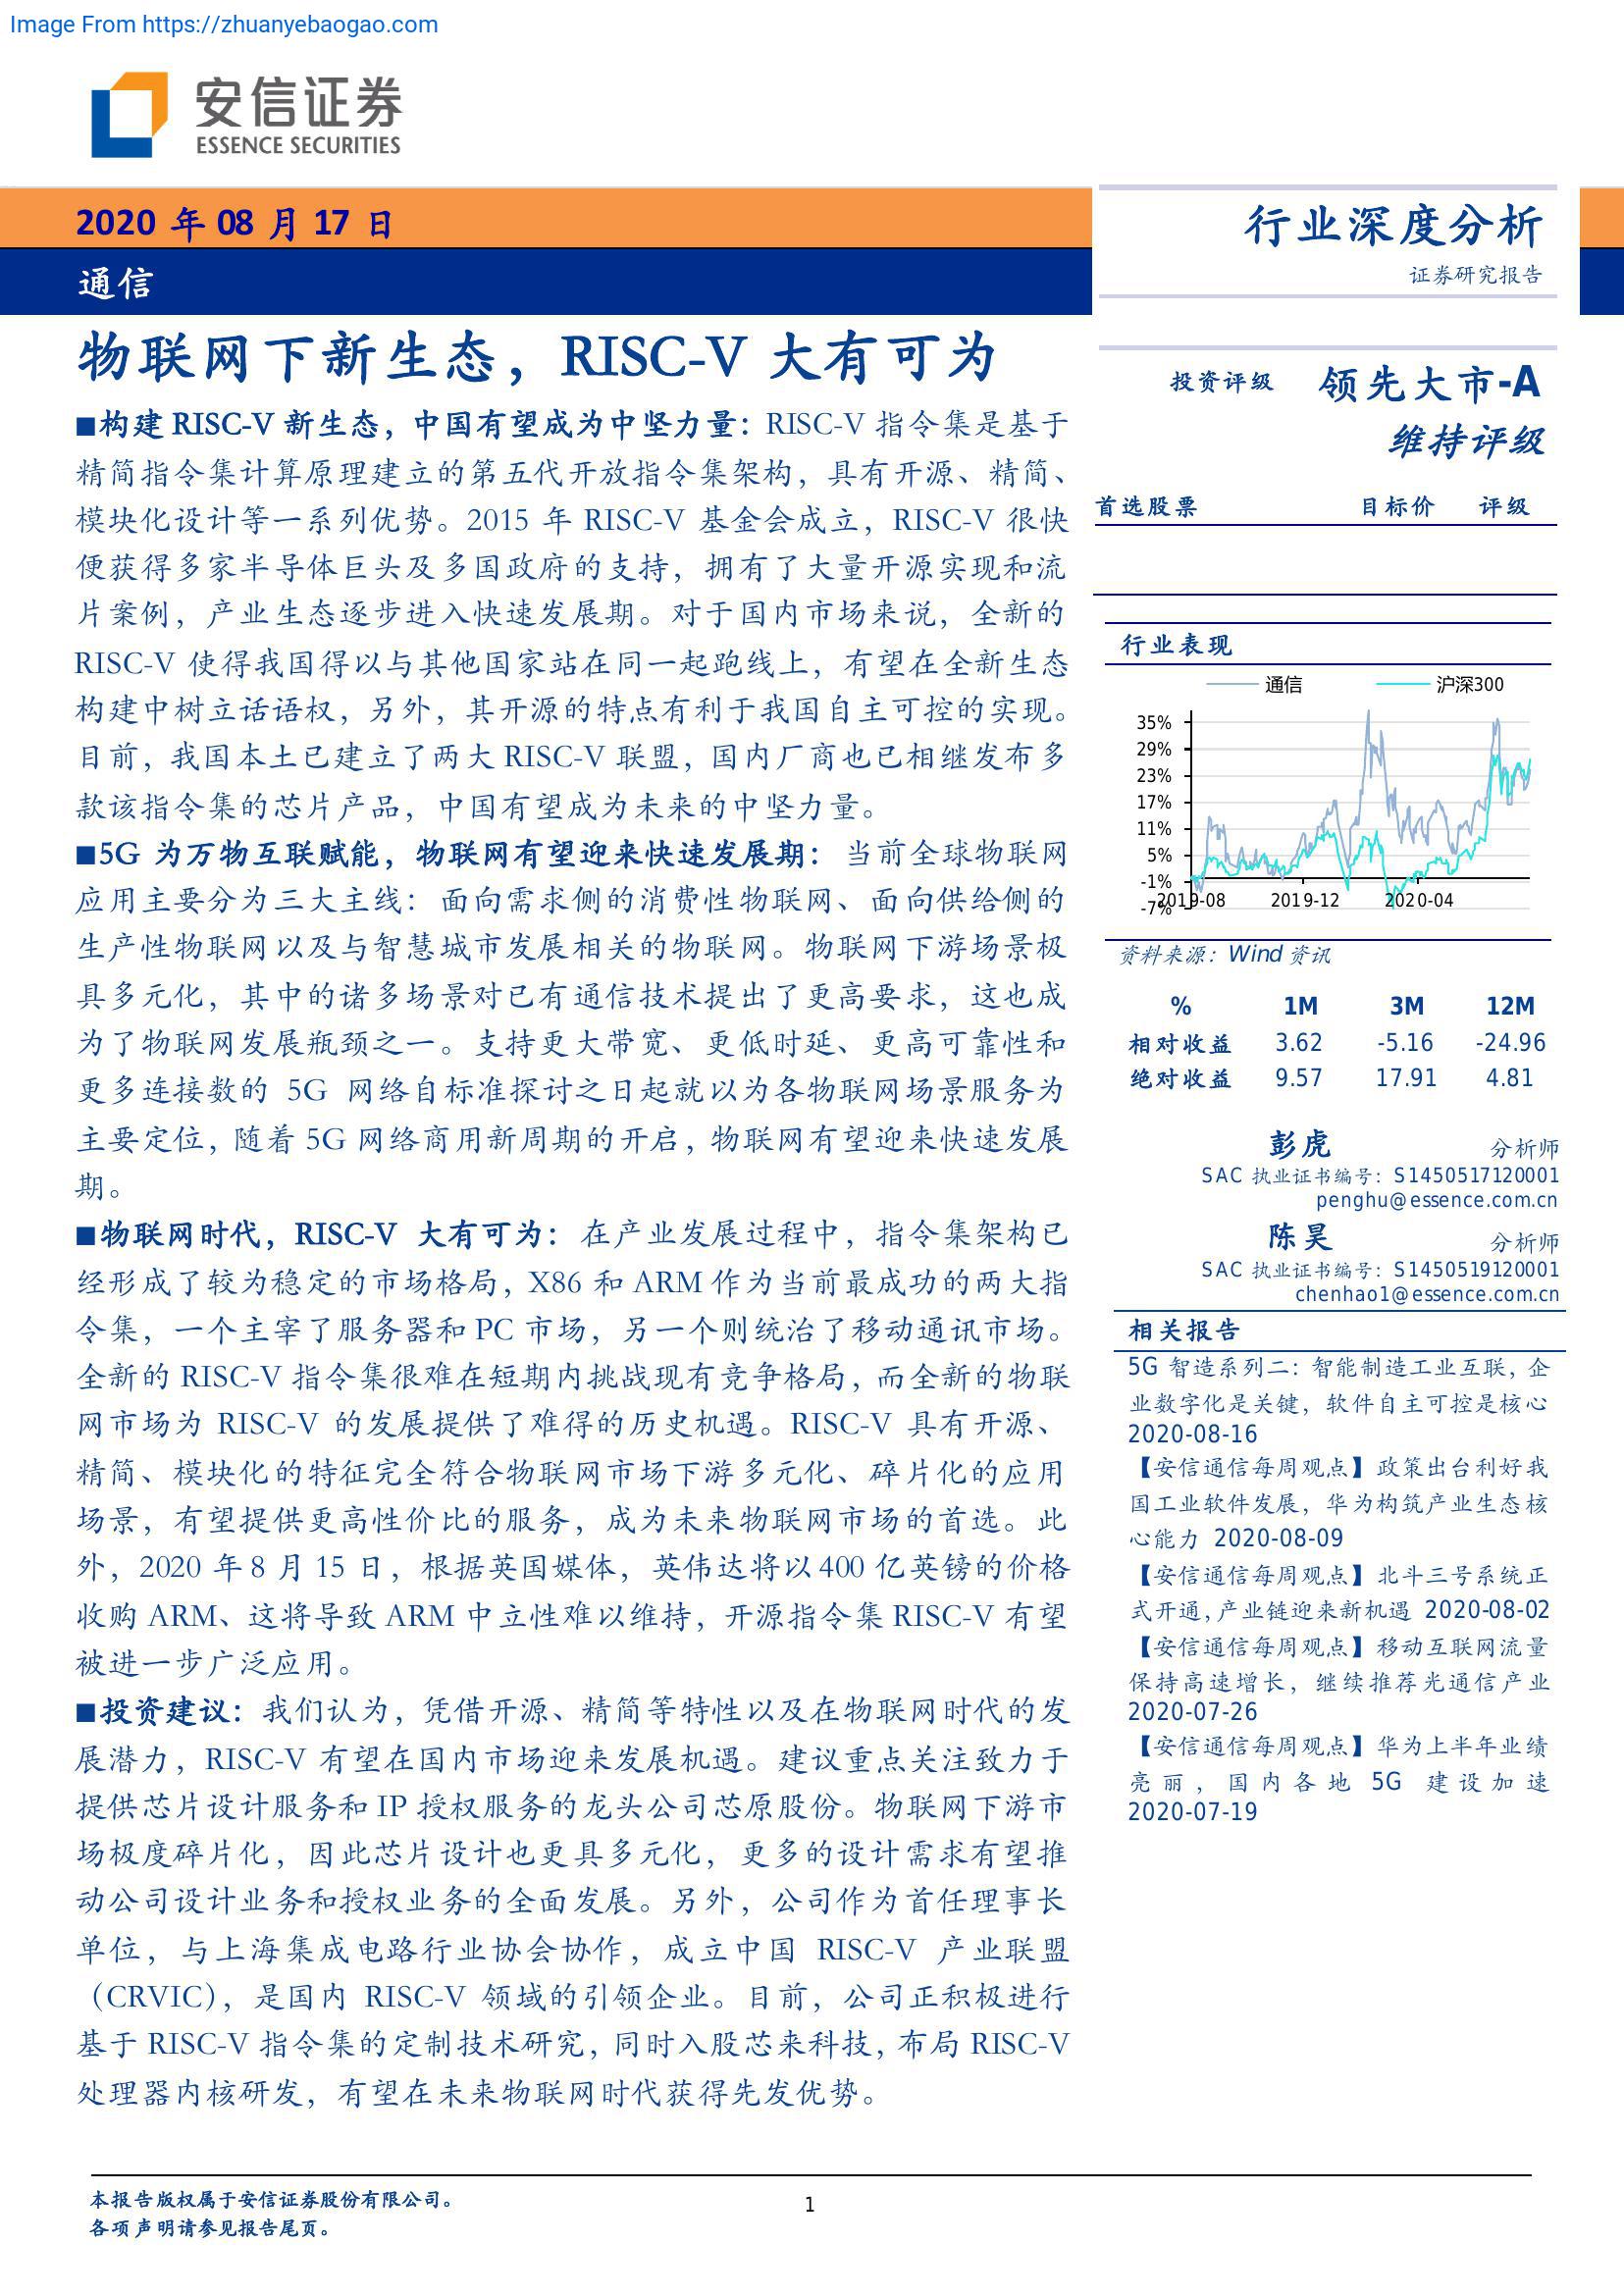 Image From https://zhuanyebaogao.com
安信证券
ESSENCE SECURITIES
2020 年 08 月 17 日
通信
行业深度分析
证券研究报告
物联网下新生态，RISC-V 大有可为
■构建 RISC-V 新生态，中国有望成为中坚力量：RISC-V 指令集是基于
精简指令集计算原理建立的第五代开放指令集架构，具有开源、精简、
模块化设计等一系列优势。2015 年 RISC-V 基金会成立，RISC-V 很快
便获得多家半导体巨头及多国政府的支持，拥有了大量开源实现和流
片案例，产业生态逐步进入快速发展期。对于国内市场来说，全新的
RISC-V 使得我国得以与其他国家站在同一起跑线上，有望在全新生态
构建中树立话语权，另外，其开源的特点有利于我国自主可控的实现。
目前，我国本土已建立了两大 RISC-V 联盟，国内厂商也已相继发布多
款该指令集的芯片产品，中国有望成为未来的中坚力量。
■5G 为万物互联赋能，物联网有望迎来快速发展期：当前全球物联网
应用主要分为三大主线：面向需求侧的消费性物联网、面向供给侧的
生产性物联网以及与智慧城市发展相关的物联网。物联网下游场景极
具多元化，其中的诸多场景对已有通信技术提出了更高要求，这也成
为了物联网发展瓶颈之一。支持更大带宽、更低时延、更高可靠性和
更多连接数的 5G 网络自标准探讨之日起就以为各物联网场景服务为
主要定位，随着 5G 网络商用新周期的开启，物联网有望迎来快速发展
期。
■物联网时代，RISC-V 大有可为：在产业发展过程中，指令集架构已
经形成了较为稳定的市场格局，X86 和 ARM 作为当前最成功的两大指
令集，一个主宰了服务器和 PC 市场，另一个则统治了移动通讯市场。
全新的 RISC-V 指令集很难在短期内挑战现有竞争格局，而全新的物联
网市场为 RISC-V 的发展提供了难得的历史机遇。RISC-V 具有开源、
精简、模块化的特征完全符合物联网市场下游多元化、碎片化的应用
场景，有望提供更高性价比的服务，成为未来物联网市场的首选。此
外，2020 年 8 月 15 日，根据英国媒体，英伟达将以 400 亿英镑的价格
收购 ARM、这将导致 ARM 中立性难以维持，开源指令集 RISC-V 有望
被进一步广泛应用。
■投资建议：我们认为，凭借开源、精简等特性以及在物联网时代的发
展潜力，RISC-V 有望在国内市场迎来发展机遇。建议重点关注致力于
提供芯片设计服务和 IP 授权服务的龙头公司芯原股份。物联网下游市
场极度碎片化，因此芯片设计也更具多元化，更多的设计需求有望推
动公司设计业务和授权业务的全面发展。另外，公司作为首任理事长
单位，与上海集成电路行业协会协作，成立中国 RISC-V 产业联盟
（CRVIC），是国内 RISC-V 领域的引领企业。目前，公司正积极进行
基于 RISC-V 指令集的定制技术研究，同时入股芯来科技，布局 RISC-V
处理器内核研发，有望在未来物联网时代获得先发优势。
投资评级 领先大市-A
维持评级
首选股票 目标价 评级
行业表现
通信 沪深300
35%
29%
23%
17%
11%
5%
-1%
-7%
2019-08 2019-12 2020-04
资料来源：Wind 资讯
% 1M 3M 12M
相对收益 3.62 -5.16 -24.96
绝对收益 9.57 17.91 4.81
彭虎 分析师
SAC 执业证书编号：S1450517120001
penghu@essence.com.cn
陈昊 分析师
SAC 执业证书编号：S1450519120001
chenhao1@essence.com.cn
相关报告
5G 智造系列二：智能制造工业互联，企
业数字化是关键，软件自主可控是核心
2020-08-16
【安信通信每周观点】政策出台利好我
国工业软件发展，华为构筑产业生态核
心能力 2020-08-09
【安信通信每周观点】北斗三号系统正
式开通，产业链迎来新机遇 2020-08-02
【安信通信每周观点】移动互联网流量
保持高速增长，继续推荐光通信产业
2020-07-26
【安信通信每周观点】华为上半年业绩
亮丽，国内各地 5G 建设加速
2020-07-19
本报告版权属于安信证券股份有限公司。
各项声明请参见报告尾页。
1